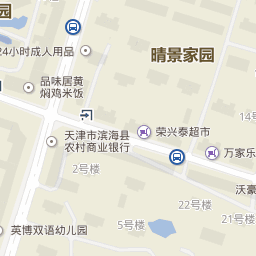 园
24小时成人用品
晴景家园
品味居黄
焖鸡米饭
14号
荣兴泰超市
天津市滨海县
农村商业银行
万家乐
2号楼
沃豪
22号楼
5号楼
21号楼
英博双语幼儿园